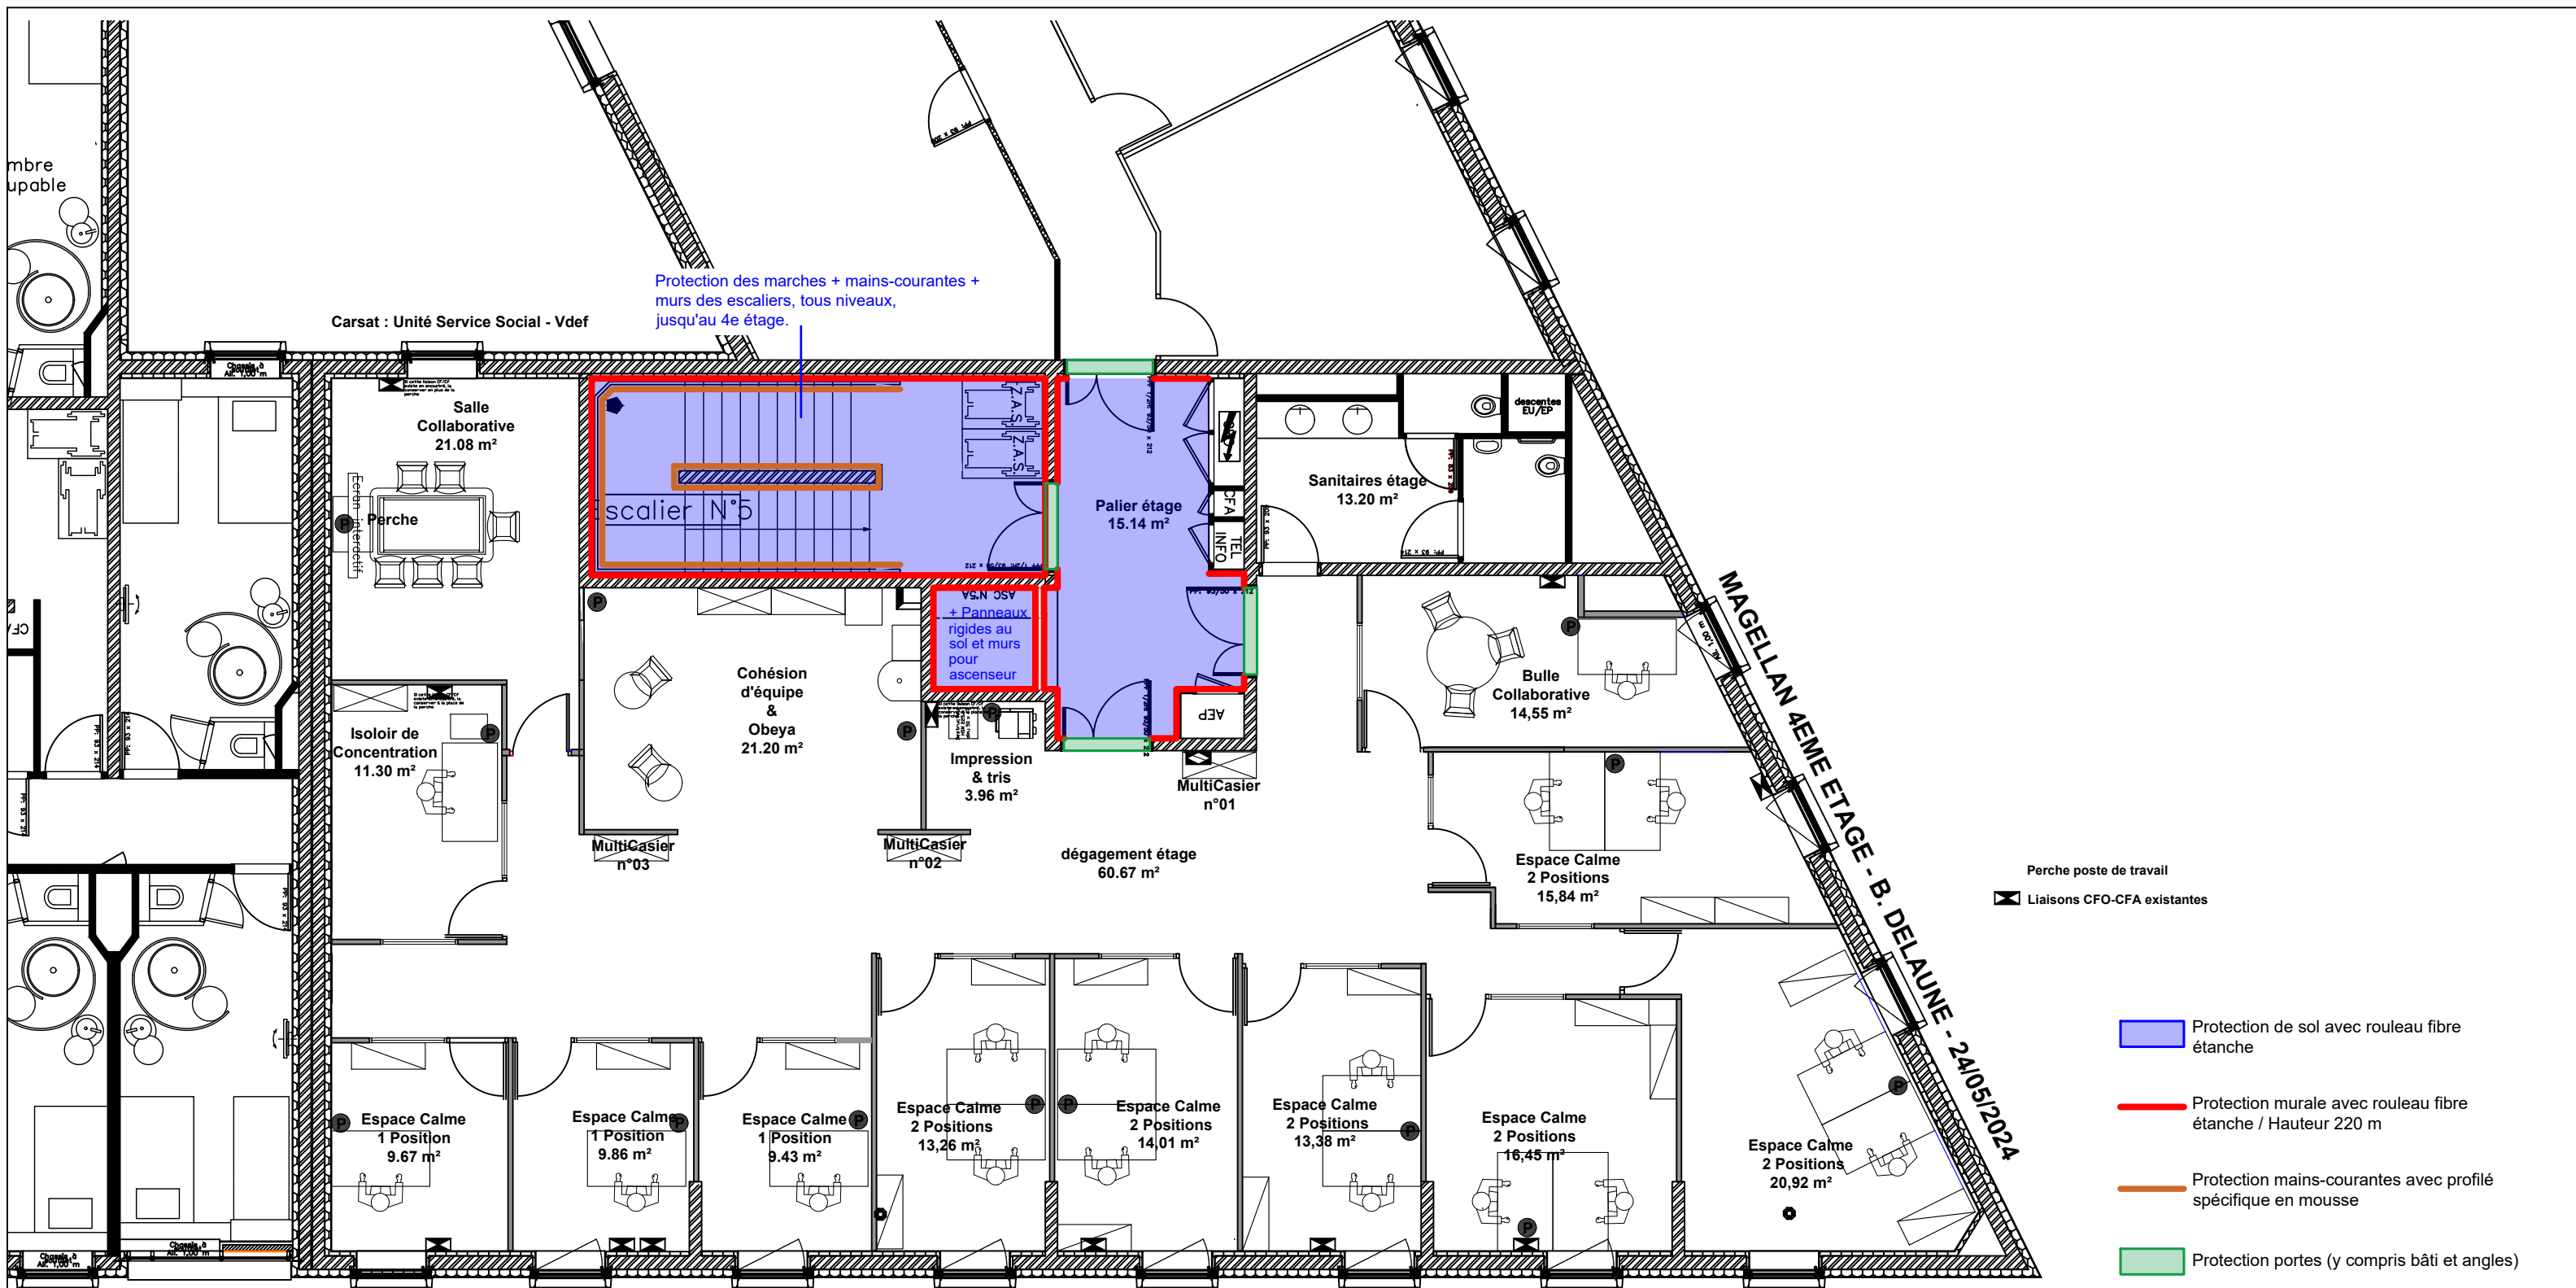 mbre
upable
Protection des marches + mains-courantes +
murs des escaliers, tous niveaux,
jusqu'au 4e étage.
Carsat : Unité Service Social - Vdef
Salle
Collaborative
21.08 m²
Ecran interactif
Perche
P
Escalier N°5
Z.A.S.
Z.A.S.
Palier étage
15.14 m²
CFA
TEL
INFO
Sanitaires étage
13.20 m²
descentes
EU/EP
ASC N°5A
+ Panneaux
rigides au
sol et murs
pour
ascenseur
AEP
CFA
Cohésion
d'équipe
&
Obeya
21.20 m²
Isoloir de
Concentration
11.30 m²
Impression
& tris
3.96 m²
MultiCasier
n°01
MultiCasier
n°02
MultiCasier
n°03
dégagement étage
60.67 m²
Bulle
Collaborative
14,55 m²
All. 1,00 m
Espace Calme
2 Positions
15,84 m²
MAGELLAN 4EME ETAGE - B. DELAUNE - 24/05/2024
Perche poste de travail
Liaisons CFO-CFA existantes
Espace Calme
1 Position
9.67 m²
Espace Calme
1 Position
9.86 m²
Espace Calme
1 Position
9.43 m²
Espace Calme
2 Positions
13,26 m²
Espace Calme
2 Positions
14,01 m²
Espace Calme
2 Positions
13,38 m²
Espace Calme
2 Positions
16,45 m²
Espace Calme
2 Positions
20,92 m²
Protection de sol avec rouleau fibre
étanche
Protection murale avec rouleau fibre
étanche / Hauteur 220 m
Protection mains-courantes avec profilé
spécifique en mousse
Protection portes (y compris bâti et angles)